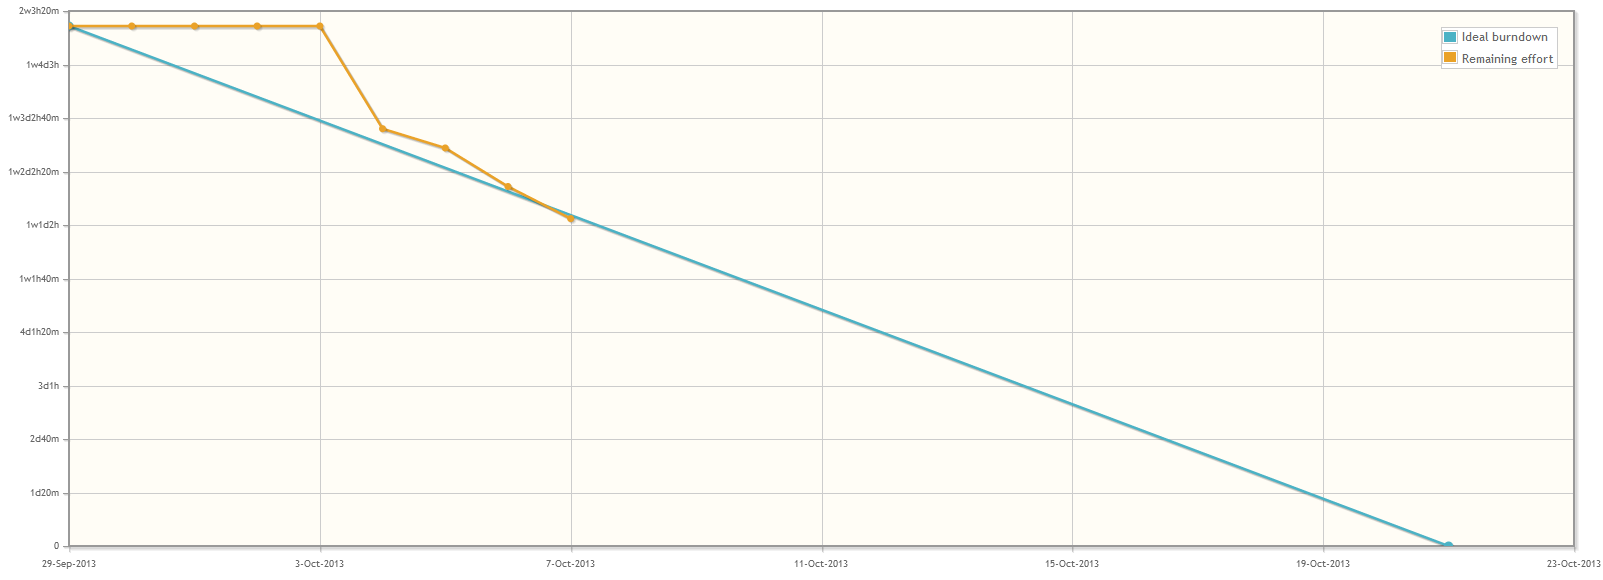 2w3h20m
1w4d3h
1w3d2h40m
1w2d2h20m
1w1d2h
1w1h40m
4d1h20m
3d1h
2d40m
1d20m
0
Ideal burndown
Remaining effort
29-Sep-2013 3-Oct-2013 7-Oct-2013 11-Oct-2013 15-Oct-2013 19-Oct-2013 23-Oct-2013